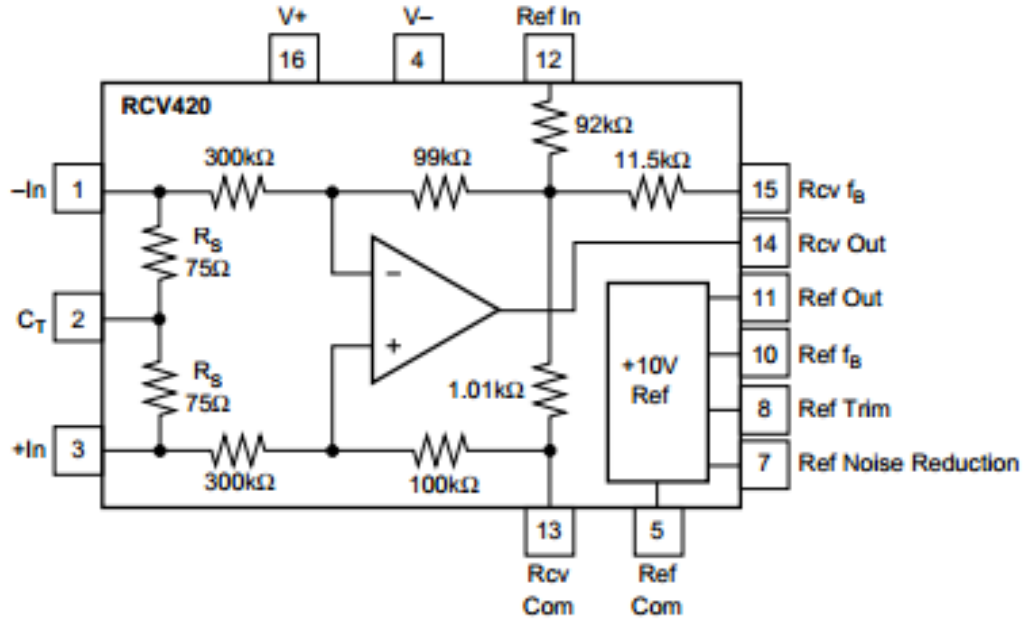 V+ V– Ref In
16 4 12
RCV420
92kΩ
300kΩ 99kΩ 11.5kΩ
–In 1 15 Rcv fB
RS
75Ω
14 Rcv Out
–
11 Ref Out
CT 2
+
10 Ref fB
RS
75Ω
+10V
Ref
1.01kΩ
8 Ref Trim
+In 3 7 Ref Noise Reduction
300kΩ 100kΩ
13 5
Rcv Ref
Com Com